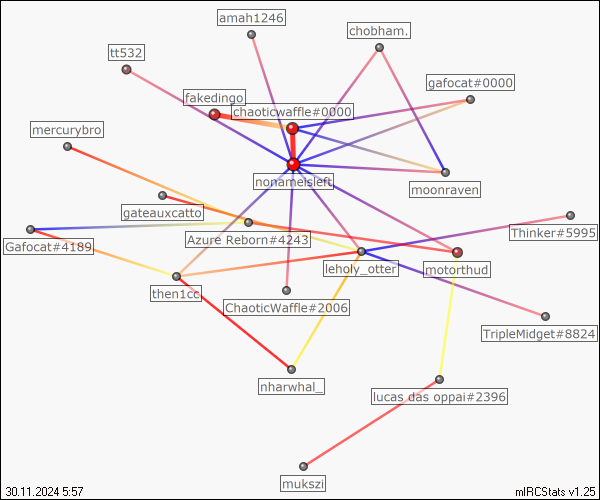 amah1246
chobham.
tt532
gafocat#0000
fakedingo
chaoticwaffle#0000
mercurybro
nonameisleft
moonraven
gateauxcatto
Thinker#5995
Gafocat#4189
Azure Reborn#4243
leholy_otter
motorthud
then1cc
ChaoticWaffle#2006
TripleMidget#8824
nharwhal_
lucas das oppai#2396
mukszi
30.11.2024 5:57
mIRCStats v1.25